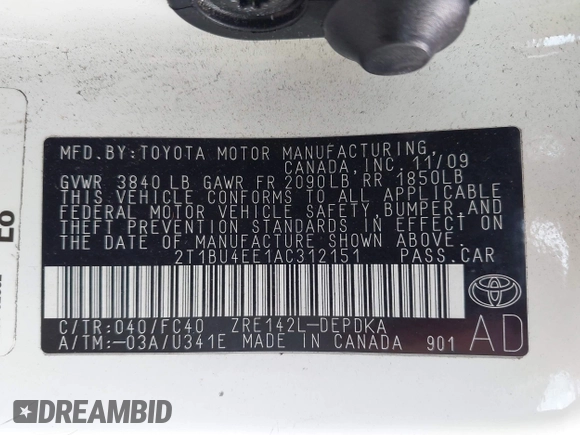 MFD.BY:TOYOTA MOTOR MANUFACTURING,
CANADA,INC. 11/09
GVWR 3840LB GAWR FR 2090LB RR 1850LB
THIS VEHICLE CONFORMS TO ALL APPLICABLE
FEDERAL MOTOR VEHICLE SAFETY,BUMPER,AND
THEFT PREVENTION STANDARDS IN EFFECT ON
THE DATE OF MANUFACTURE SHOWN ABOVE.
2T1BU4EE1AC312151 PASS.CAR
C/TR:040/FC40 ZRE142L-DEPDKA
A/TM:-03A/U341E MADE IN CANADA 901
AD
TOYOTA
DREAMBID